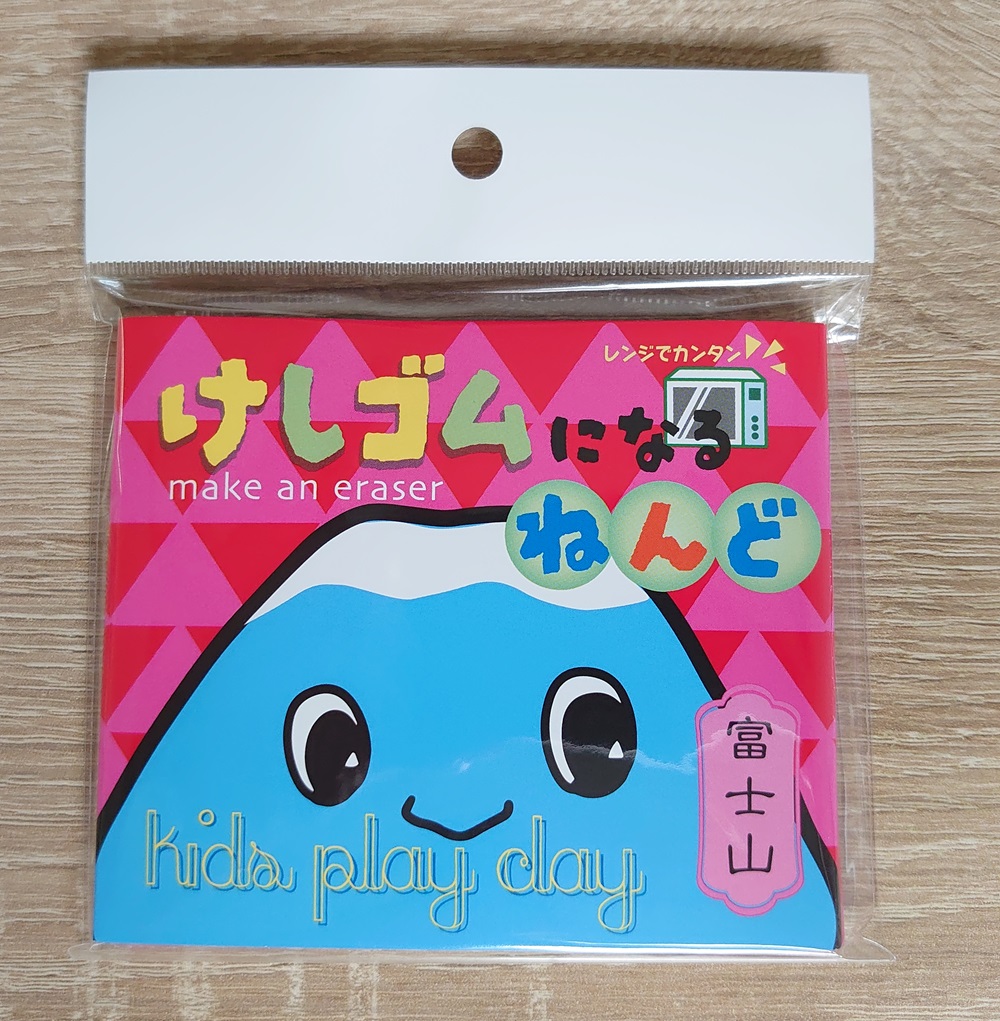 レンジでカンタン
けしゴムになる
make an eraser
ねんど
富士山
kids play clay